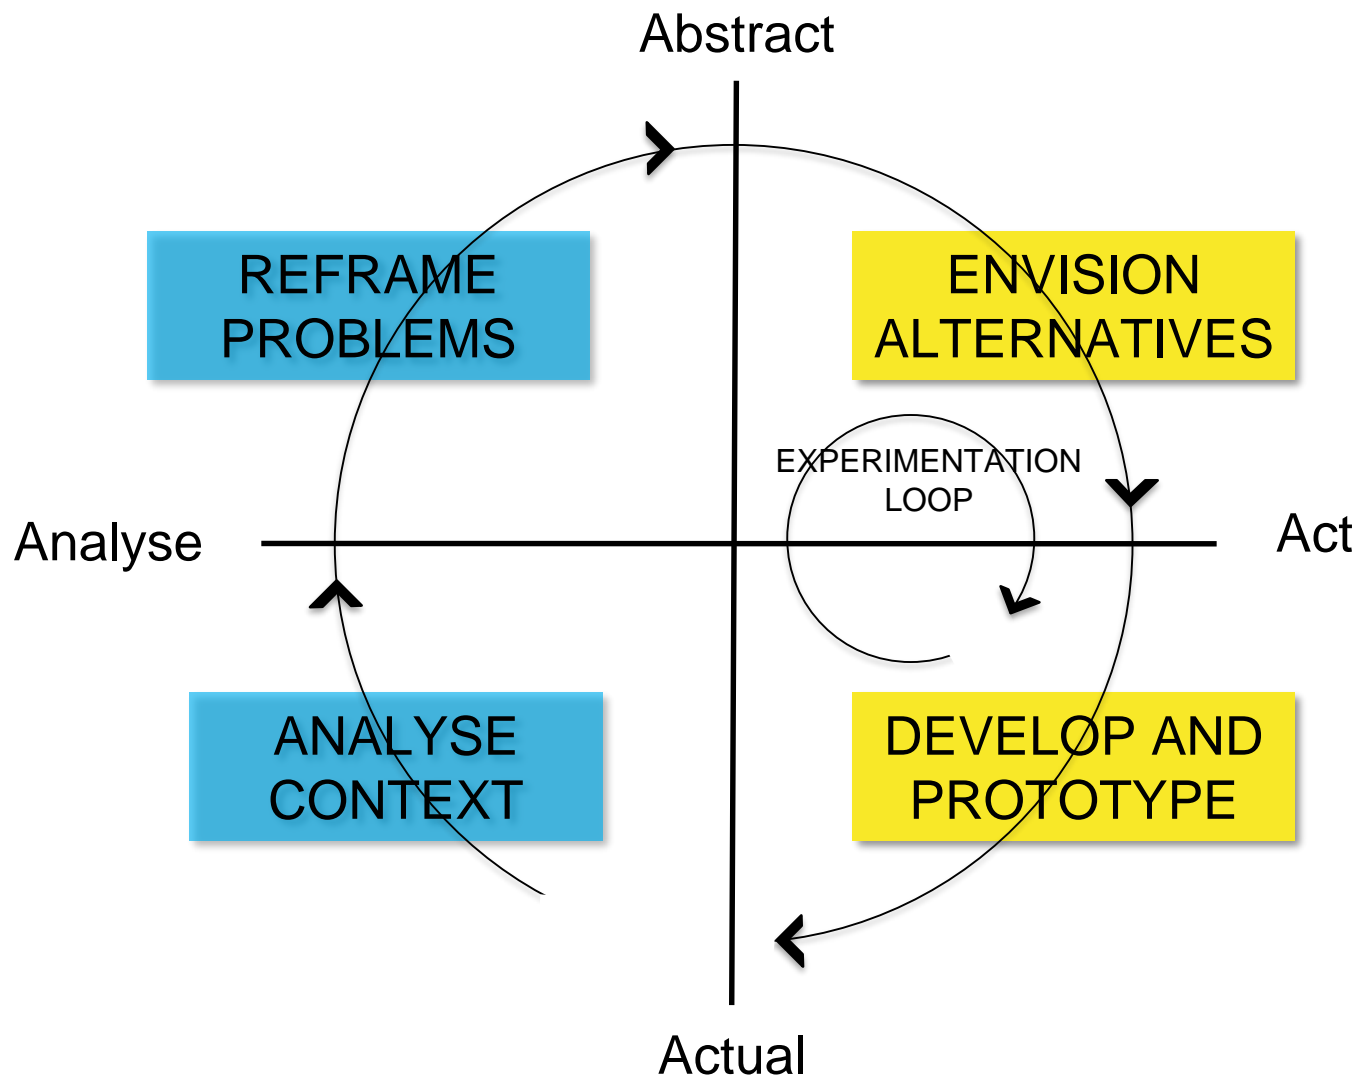 Abstract
REFRAME
PROBLEMS
ENVISION
ALTERNATIVES
EXPERIMENTATION
LOOP
Analyse
Act
ANALYSE
CONTEXT
DEVELOP AND
PROTOTYPE
Actual